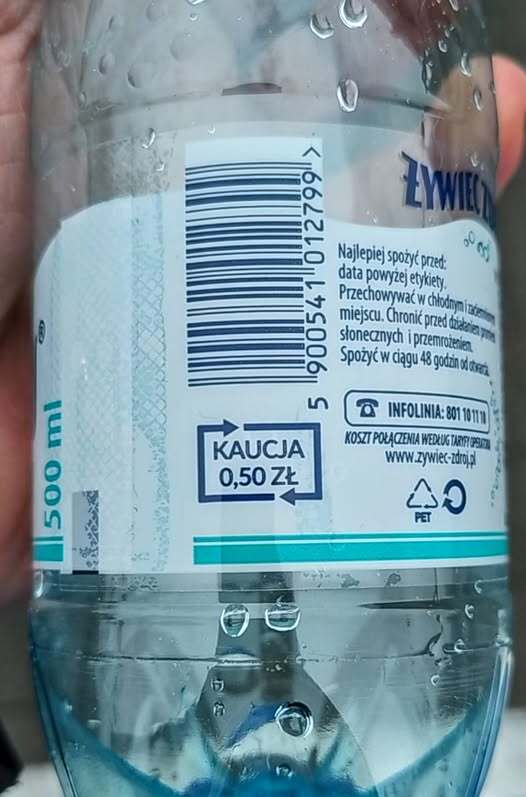 ŻYWIEC
Najlepiej spożyć przed:
data powyżej etykiety.
Przechowywać w chłodnym i zaciemnionym
miejscu. Chronić przed działaniem promieni
słonecznych i przemrożeniem.
Spożyć w ciągu 48 godzin od otwarcia.
INFOLINIA: 801 10 11 10
KOSZT POŁĄCZENIA WEDŁUG TARYFY OPERATORA
www.zywiec-zdroj.pl
PET
5 900541 012799 >
KAUCJA
0,50 ZŁ
®
500 ml